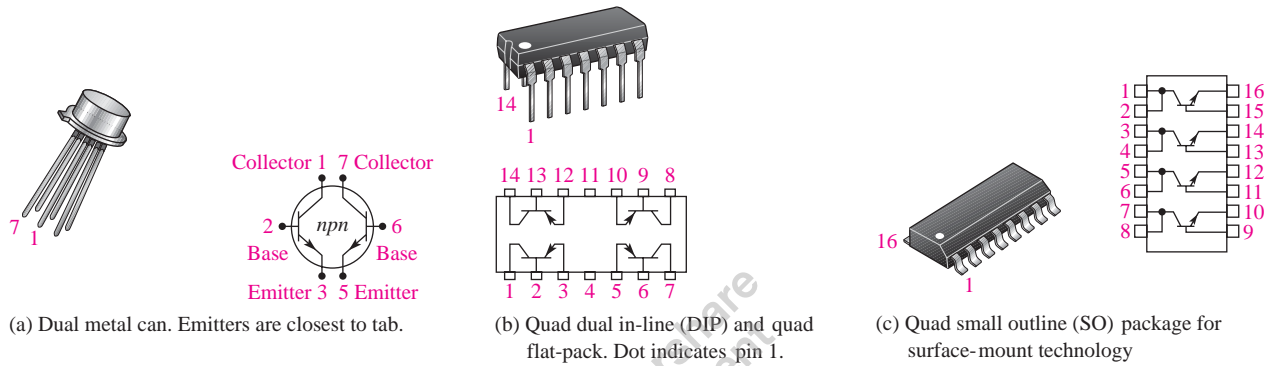 7
1
Collector 1 7 Collector
2 npn 6
Base Base
Emitter 3 5 Emitter
(a) Dual metal can. Emitters are closest to tab.
14
1
14 13 12 11 10 9 8
1 2 3 4 5 6 7
(b) Quad dual in-line (DIP) and quad
flat-pack. Dot indicates pin 1.
16
1
1 16
2 15
3 14
4 13
5 12
6 11
7 10
8 9
(c) Quad small outline (SO) package for
surface-mount technology